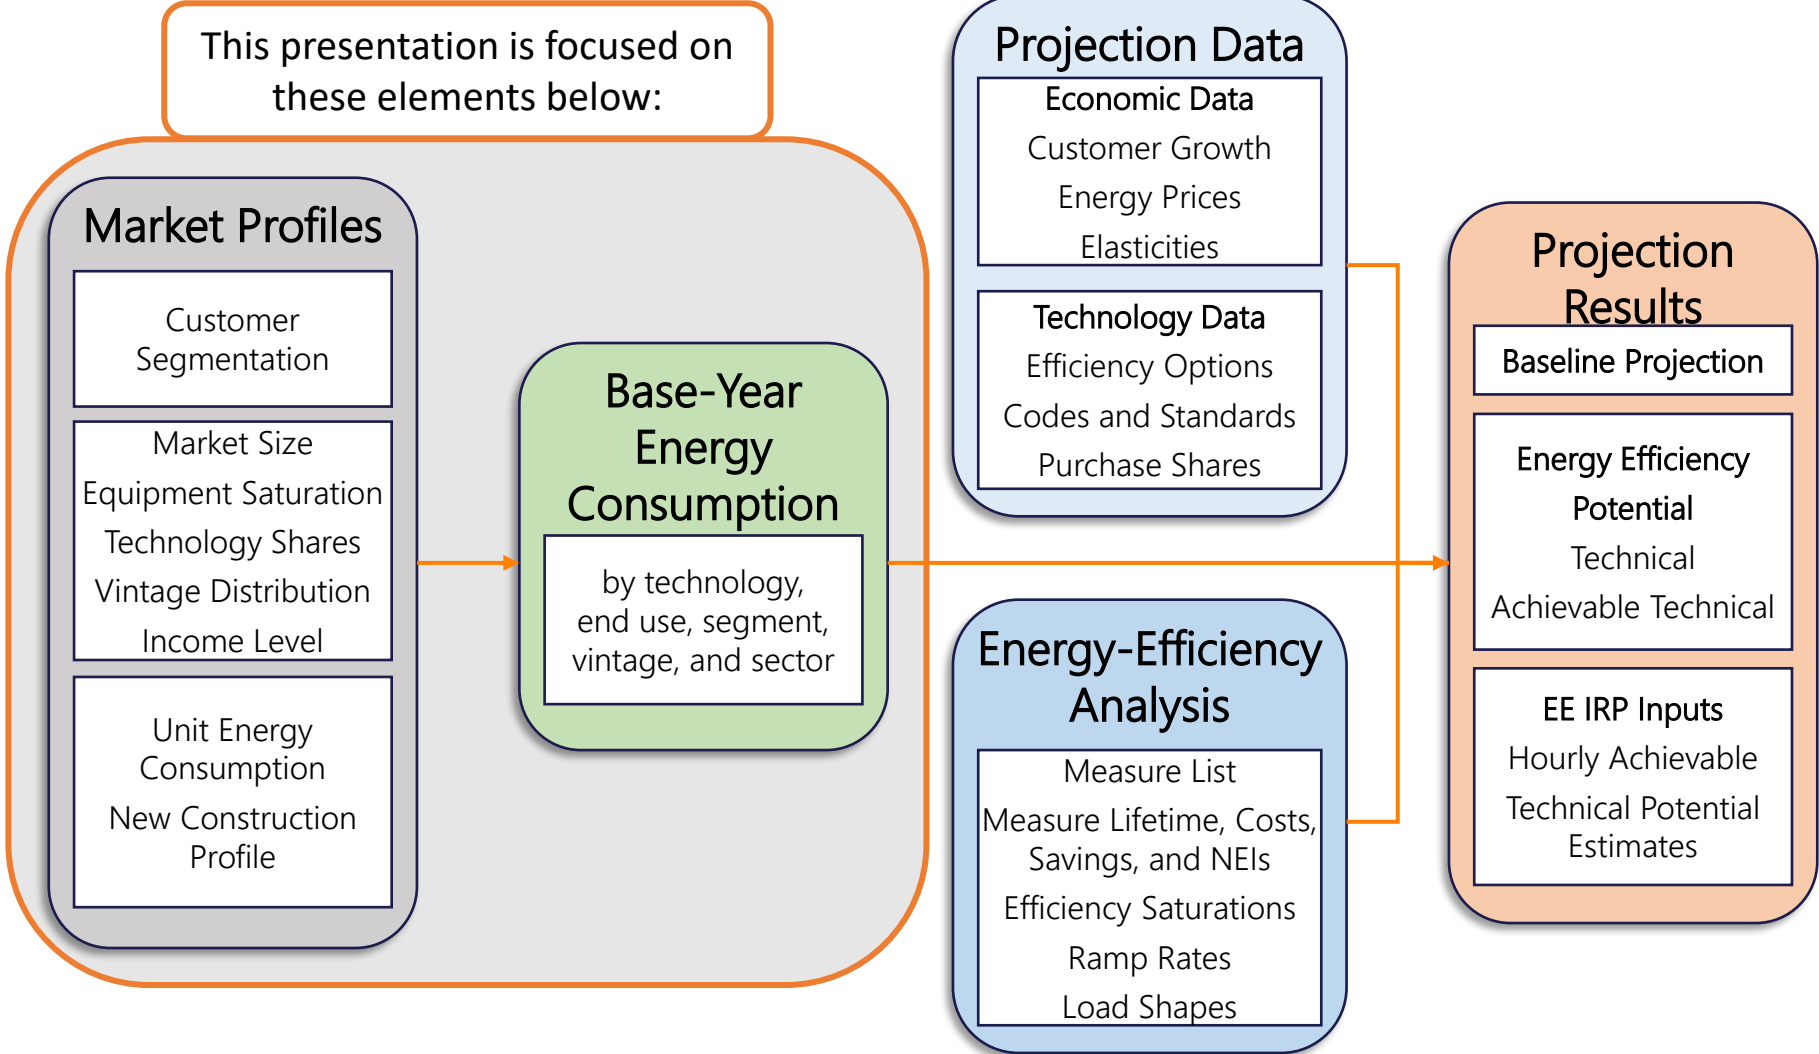 This presentation is focused on
these elements below:
Market Profiles
Customer
Segmentation
Market Size
Equipment Saturation
Technology Shares
Vintage Distribution
Income Level
Unit Energy
Consumption
New Construction
Profile
Base-Year
Energy
Consumption
by technology,
end use, segment,
vintage, and sector
Projection Data
Economic Data
Customer Growth
Energy Prices
Elasticities
Technology Data
Efficiency Options
Codes and Standards
Purchase Shares
Energy-Efficiency
Analysis
Measure List
Measure Lifetime, Costs,
Savings, and NEIs
Efficiency Saturations
Ramp Rates
Load Shapes
Projection
Results
Baseline Projection
Energy Efficiency
Potential
Technical
Achievable Technical
EE IRP Inputs
Hourly Achievable
Technical Potential
Estimates